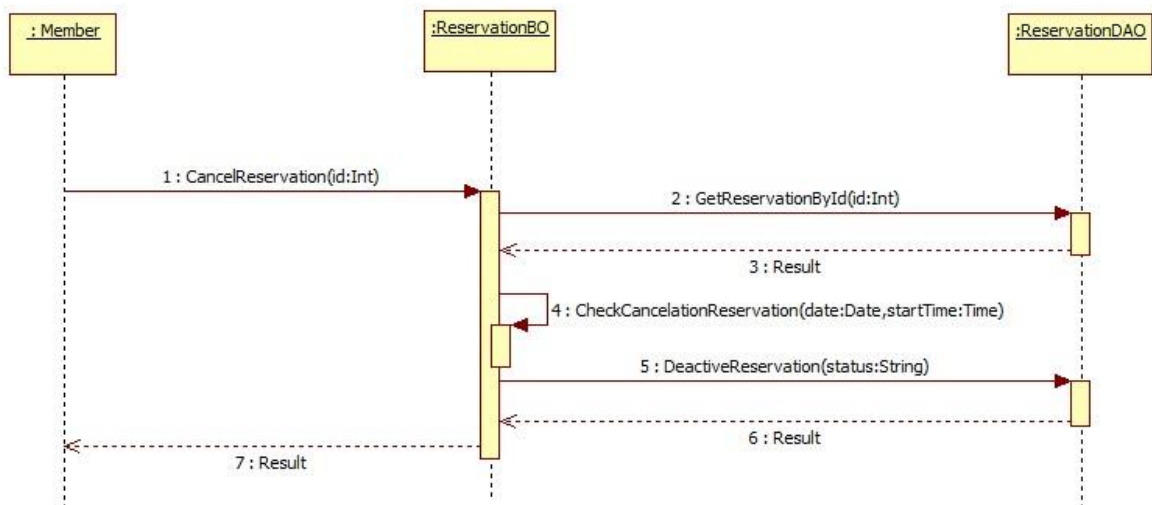 : Member
:ReservationBO
:ReservationDAO
1 : CancelReservation(id:Int)
2 : GetReservationById(id:Int)
3 : Result
4 : CheckCancelationReservation(date:Date,startTime:Time)
5 : DeactiveReservation(status:String)
6 : Result
7 : Result